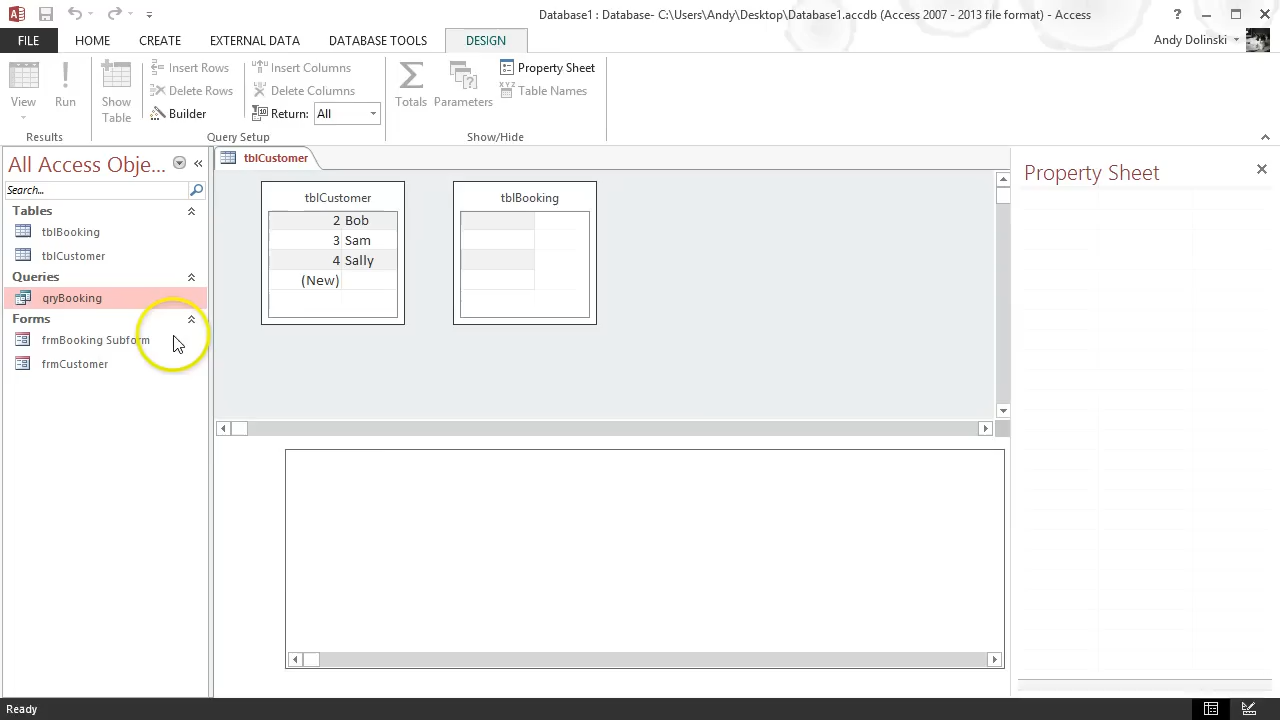 Database1 : Database- C:\Users\Andy\Desktop\Database1.accdb (Access 2007 - 2013 file format) - Access
FILE HOME CREATE EXTERNAL DATA DATABASE TOOLS DESIGN Andy Dolinski
View
Run
Results
Show Table
Insert Rows
Delete Rows
Builder
Insert Columns
Delete Columns
Return: All
Query Setup
Totals
Parameters
Property Sheet
Table Names
Show/Hide
All Access Obje...
Search...
Tables
tblBooking
tblCustomer
Queries
qryBooking
Forms
frmBooking Subform
frmCustomer
tblCustomer
tblCustomer
2 Bob
3 Sam
4 Sally
(New)
tblBooking
Property Sheet
Ready